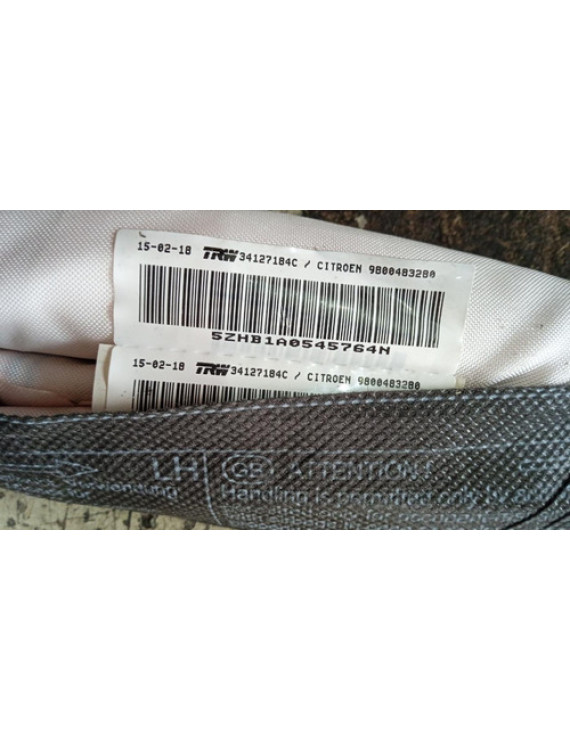 15-02-18 TRW 34127184C / CITROEN 9800483280
5ZHB1A0545764N
15-02-18 TRW 34127184C / CITROEN 9800483280
LH GB ATTENTION!
Handling is permitted only by